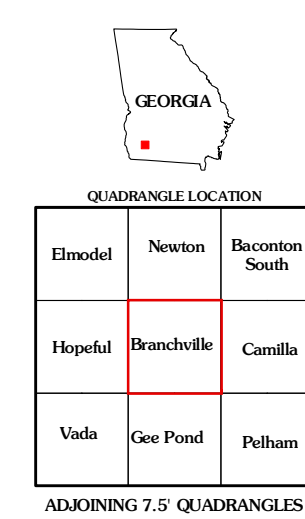 GEORGIA
QUADRANGLE LOCATION
Elmodel
Newton
Baconton
South
Hopeful
Branchville
Camilla
Vada
Gee Pond
Pelham
ADJOINING 7.5' QUADRANGLES